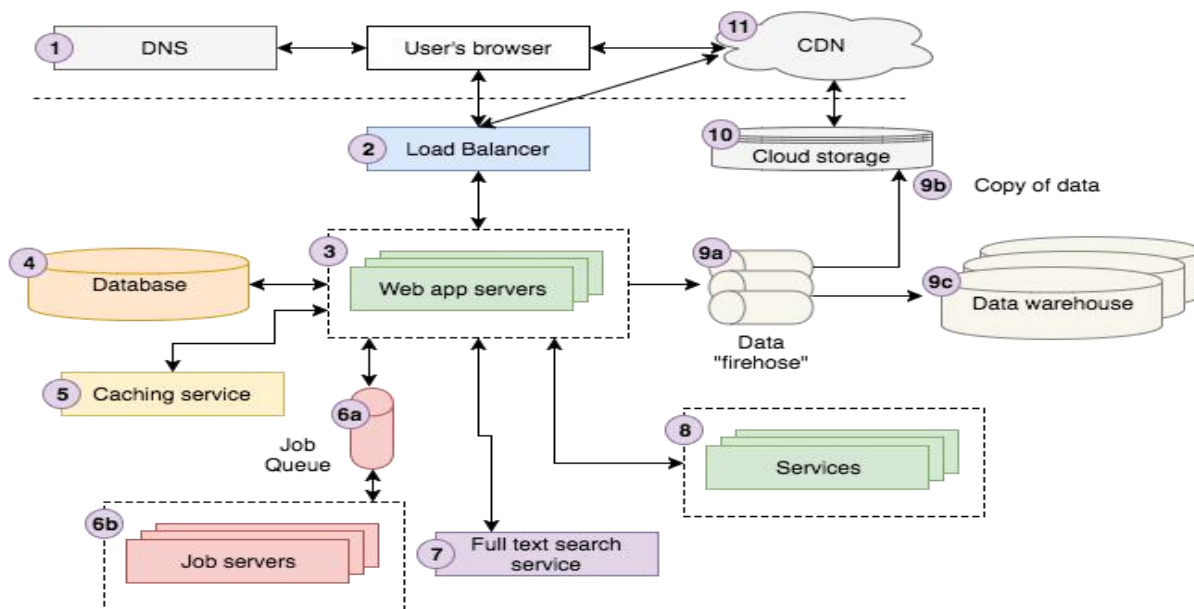 1
DNS
User's browser
11
CDN
2
Load Balancer
10
Cloud storage
9b
Copy of data
3
Web app servers
4
Database
9a
Data
"firehose"
9c
Data warehouse
5
Caching service
6a
Job
Queue
8
Services
6b
Job servers
7
Full text search
service